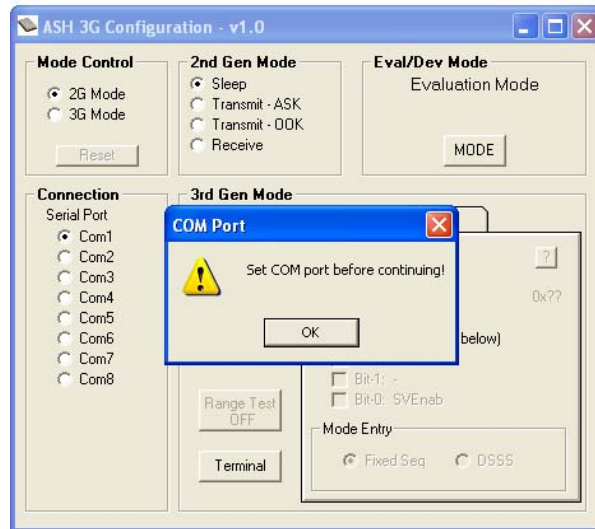 ASH 3G Configuration - v1.0
Mode Control
2G Mode
3G Mode
Reset
2nd Gen Mode
Sleep
Transmit - ASK
Transmit - OOK
Receive
Eval/Dev Mode
Evaluation Mode
MODE
Connection
Serial Port
Com1
Com2
Com3
Com4
Com5
Com6
Com7
Com8
3rd Gen Mode
COM Port
Set COM port before continuing!
OK
?
0x??
below)
Bit-1: -
Bit-0: SVEnab
Range Test
OFF
Terminal
Mode Entry
Fixed Seq
DSSS